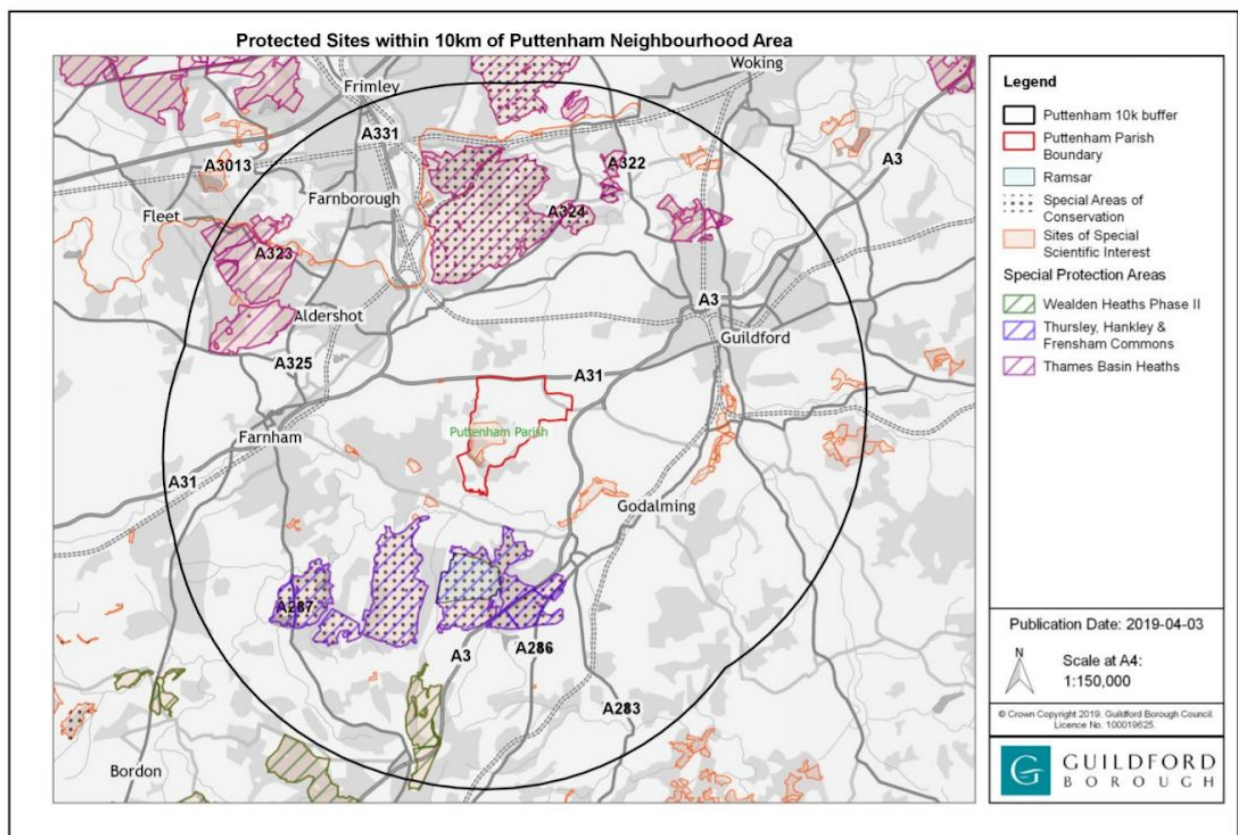 Protected Sites within 10km of Puttenham Neighbourhood Area
Woking
Frimley
A331
A3013
A322
A3
Farnborough
Fleet
A324
A323
A3
Aldershot
Guildford
A325
A31
Puttenham Parish
Farnham
A31
Godalming
A287
A286
A3
A283
Bordon
Legend
Puttenham 10k buffer
Puttenham Parish
Boundary
Ramsar
Special Areas of
Conservation
Sites of Special
Scientific Interest
Special Protection Areas
Wealden Heaths Phase II
Thursley, Hankley &
Frensham Commons
Thames Basin Heaths
Publication Date: 2019-04-03
N
Scale at A4:
1:150,000
© Crown Copyright 2019. Guildford Borough Council.
Licence No. 100019625.
G
GUILDFORD
BOROUGH